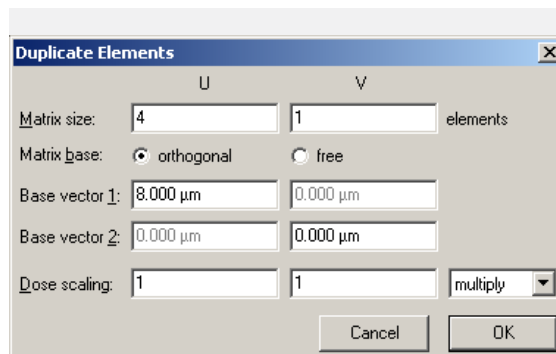 Duplicate Elements
U V
Matrix size: 4 1 elements
Matrix base: orthogonal free
Base vector 1: 8.000 µm 0.000 µm
Base vector 2: 0.000 µm 0.000 µm
Dose scaling: 1 1 multiply
Cancel OK